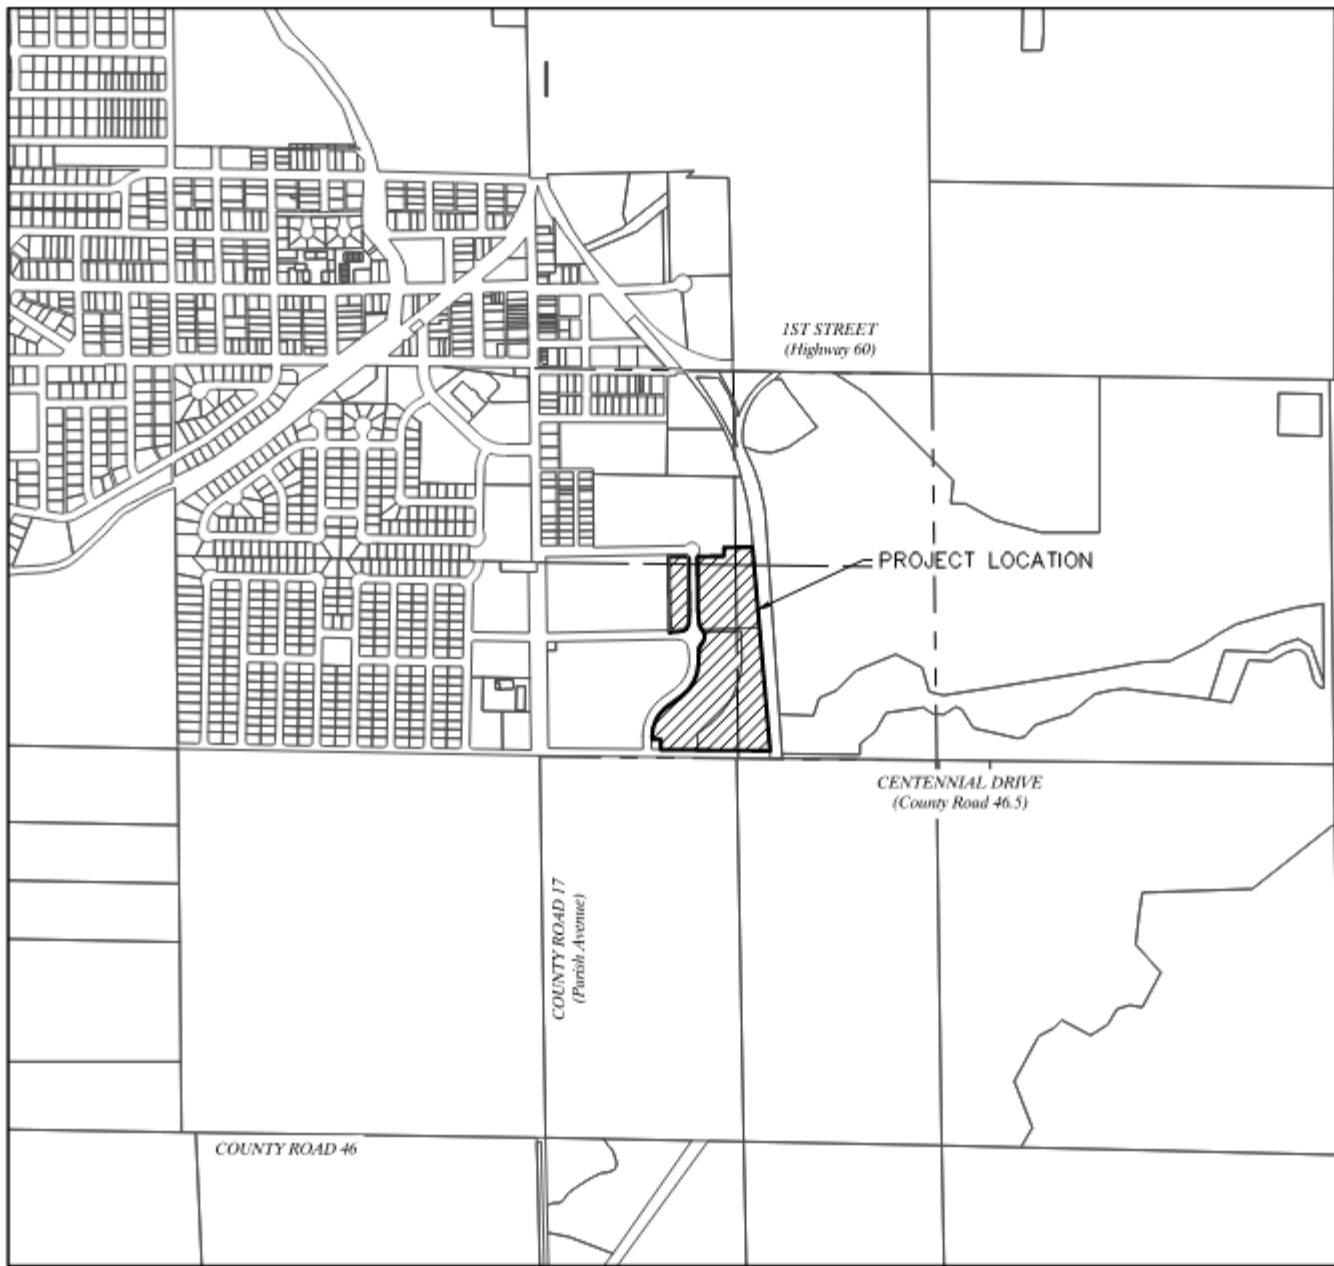 1ST STREET
(Highway 60)
PROJECT LOCATION
CENTENNIAL DRIVE
(County Road 46.5)
COUNTY ROAD 17
(Parish Avenue)
COUNTY ROAD 46